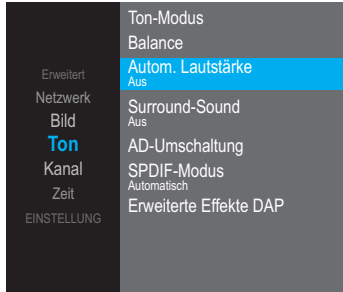 Erweitert
Netzwerk
Bild
Ton
Kanal
Zeit
EINSTELLUNG
Ton-Modus
Balance
Autom. Lautstärke
Aus
Surround-Sound
Aus
AD-Umschaltung
SPDIF-Modus
Automatisch
Erweiterte Effekte DAP